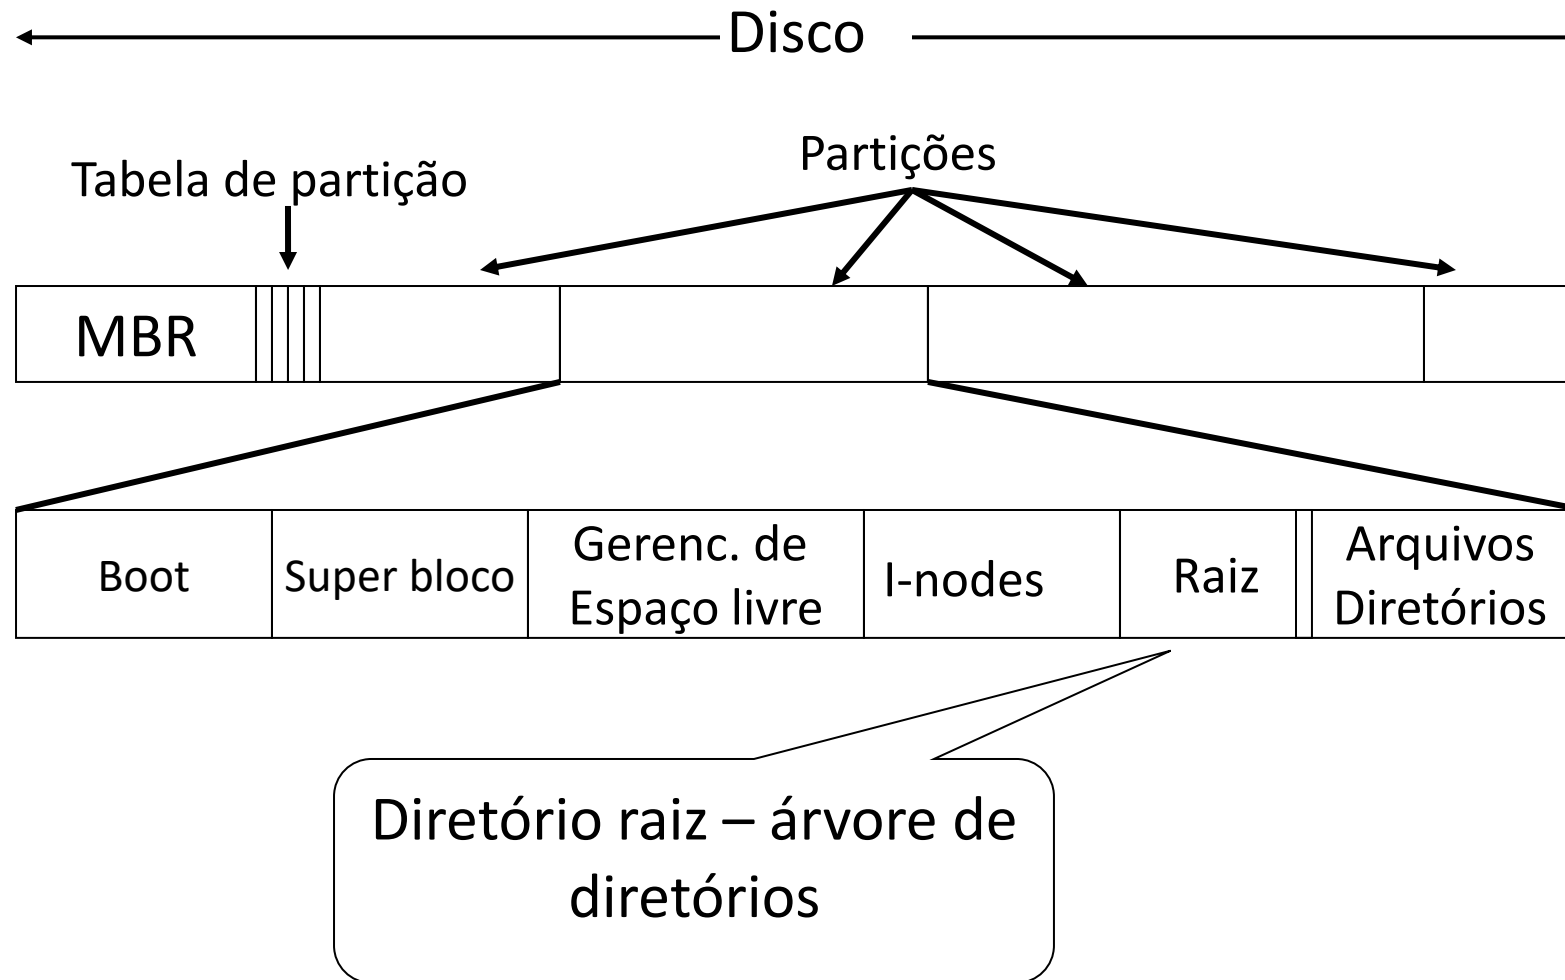 Disco
Partições
Tabela de partição
MBR
Boot
Super bloco
Gerenc. de
Espaço livre
I-nodes
Raiz
Arquivos
Diretórios
Diretório raiz – árvore de
diretórios